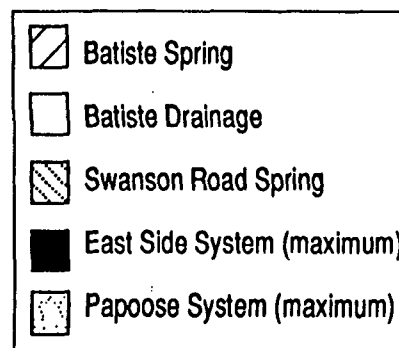 Batiste Spring
Batiste Drainage
Swanson Road Spring
East Side System (maximum)
Papoose System (maximum)